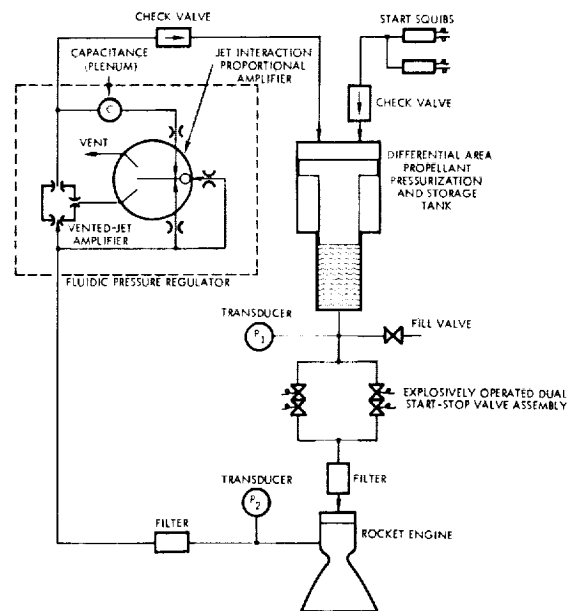 CHECK VALVE
START SQUIBS
CAPACITANCE
(PLENUM)
JET INTERACTION
PROPORTIONAL
AMPLIFIER
C
CHECK VALVE
VENT
DIFFERENTIAL AREA
PROPELLANT
PRESSURIZATION
AND STORAGE
TANK
VENTED-JET
AMPLIFIER
FLUIDIC PRESSURE REGULATOR
TRANSDUCER
P1
FILL VALVE
EXPLOSIVELY OPERATED DUAL
START-STOP VALVE ASSEMBLY
TRANSDUCER
P2
FILTER
FILTER
ROCKET ENGINE